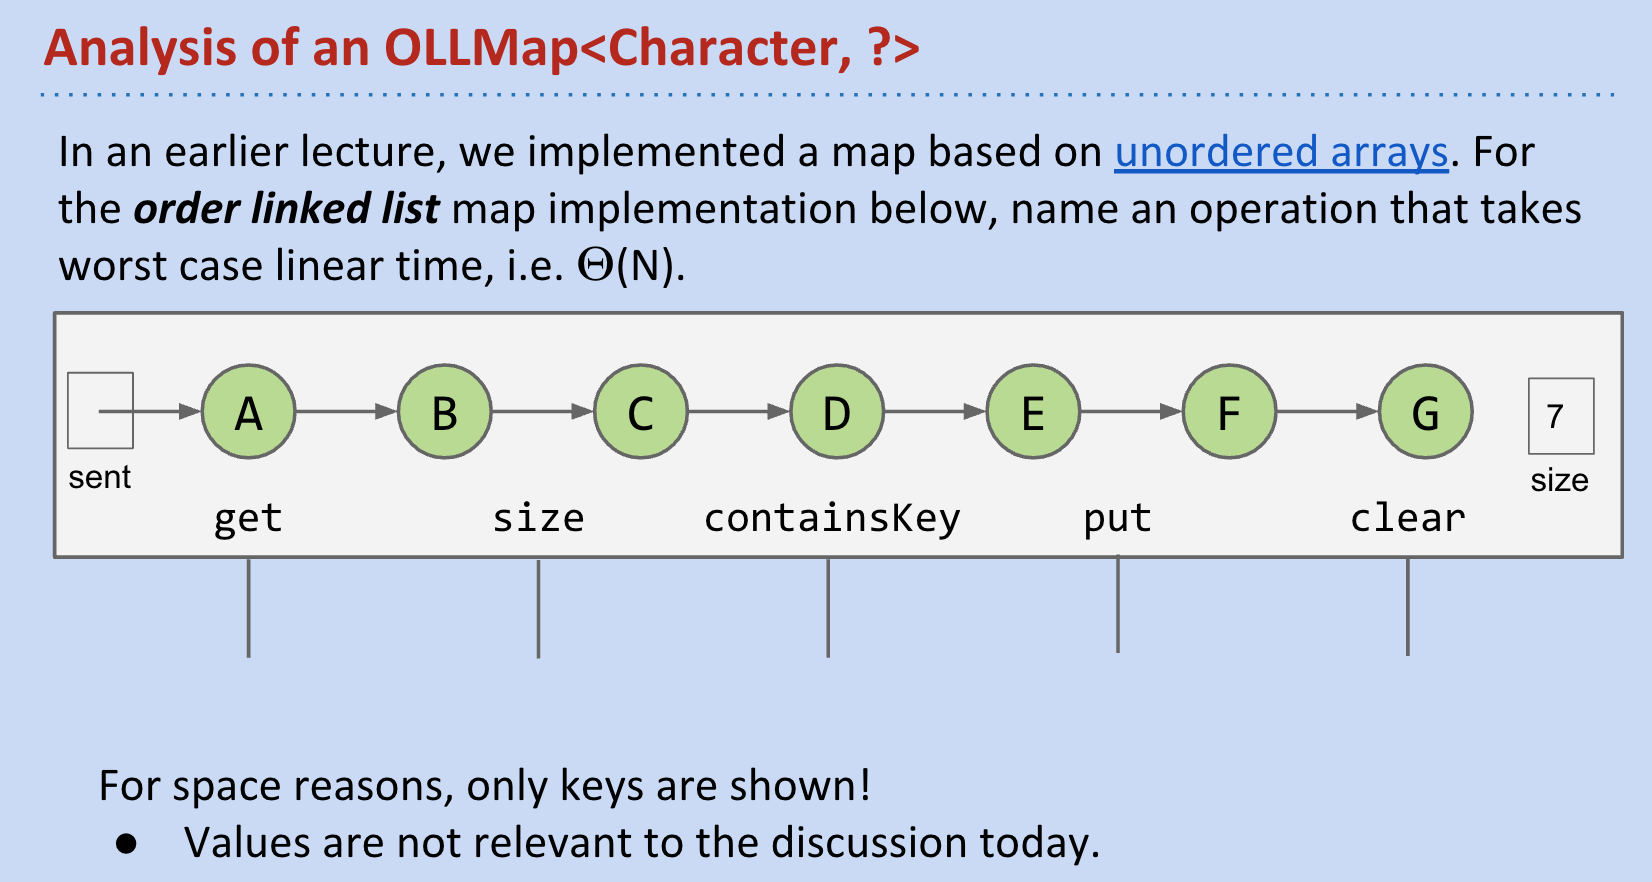 Analysis of an OLLMap<Character, ?>
In an earlier lecture, we implemented a map based on unordered arrays. For
the order linked list map implementation below, name an operation that takes
worst case linear time, i.e. Θ(N).
A B C D E F G 7
sent size
get size containsKey put clear
For space reasons, only keys are shown!
● Values are not relevant to the discussion today.